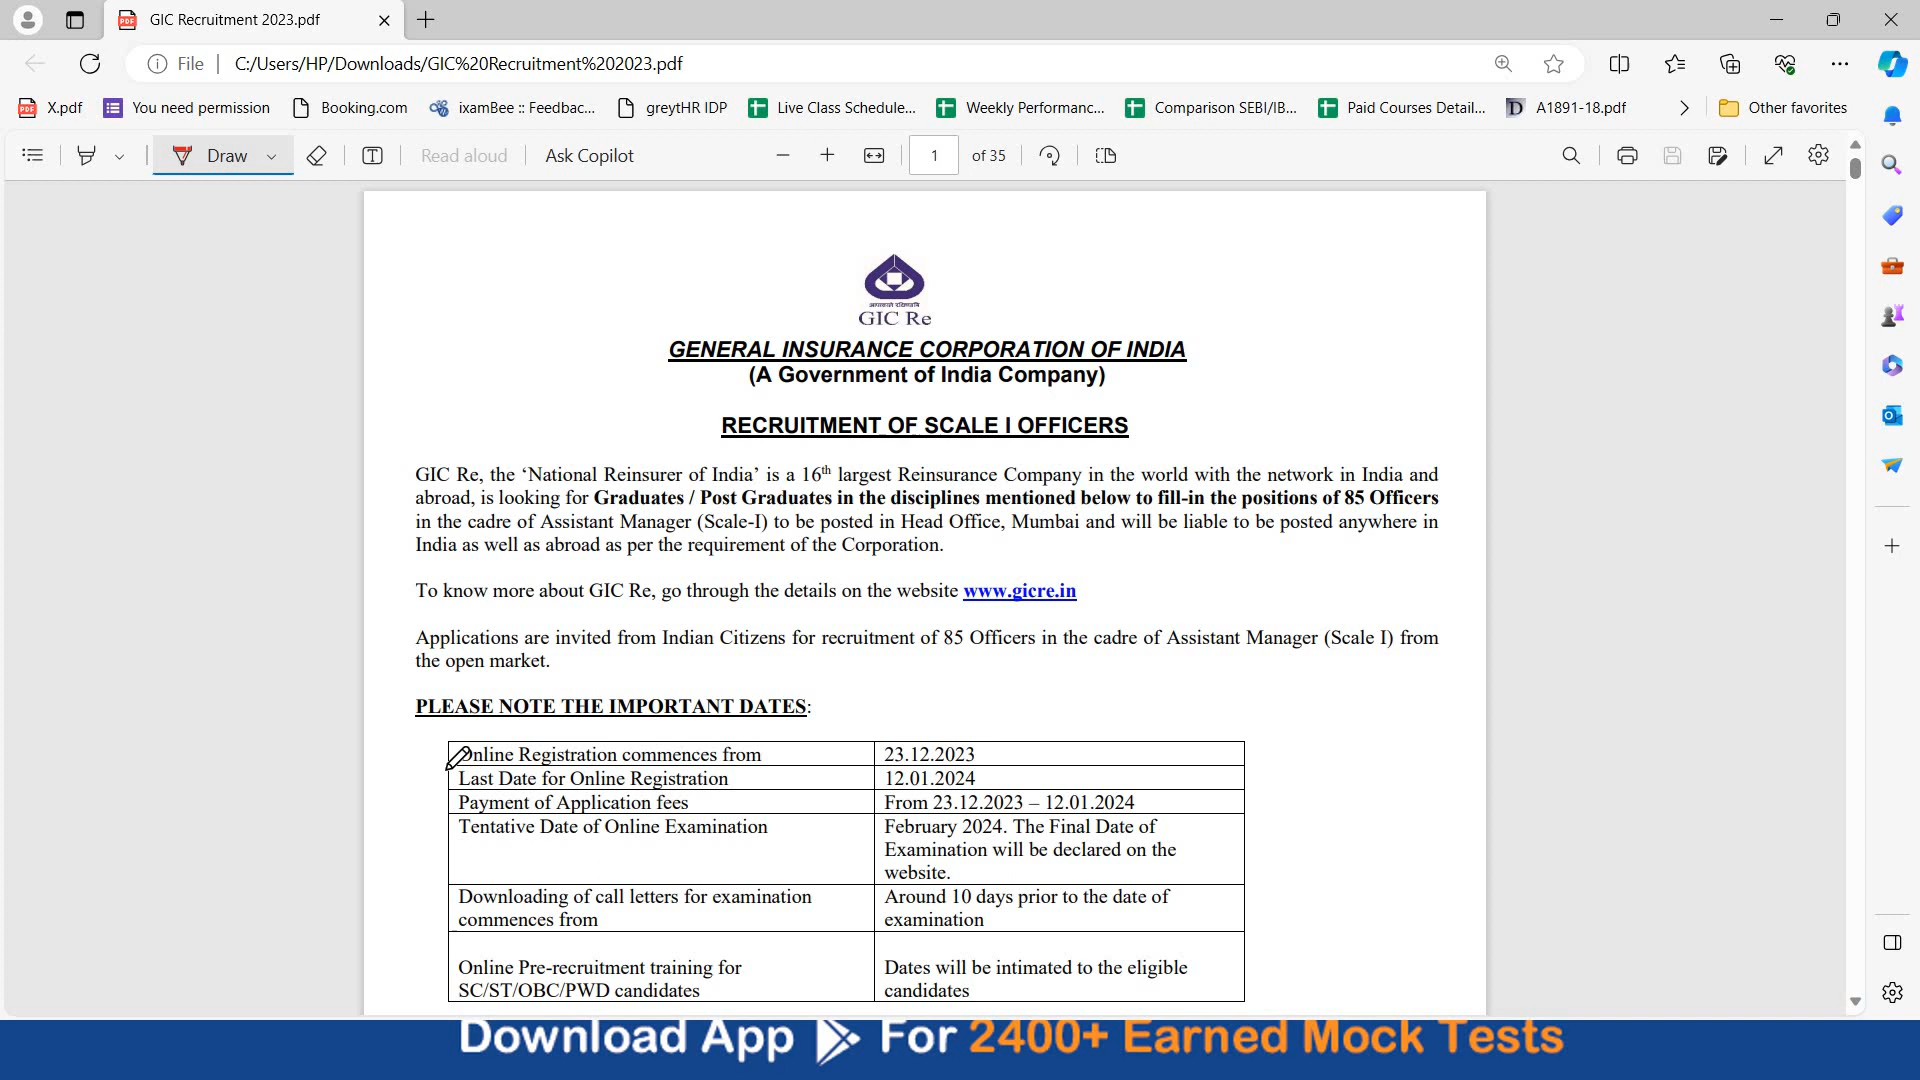 GIC Recruitment 2023.pdf
File
C:/Users/HP/Downloads/GIC%20Recruitment%202023.pdf
X.pdf
You need permission
Booking.com
ixamBee :: Feedbac...
greytHR IDP
Live Class Schedule...
Weekly Performanc...
Comparison SEBI/IB...
Paid Courses Detail...
A1891-18.pdf
Other favorites
Draw
Read aloud
Ask Copilot
1 of 35
GIC Re
GENERAL INSURANCE CORPORATION OF INDIA
(A Government of India Company)
RECRUITMENT OF SCALE I OFFICERS
GIC Re, the ‘National Reinsurer of India’ is a 16th largest Reinsurance Company in the world with the network in India and
abroad, is looking for Graduates / Post Graduates in the disciplines mentioned below to fill-in the positions of 85 Officers
in the cadre of Assistant Manager (Scale-I) to be posted in Head Office, Mumbai and will be liable to be posted anywhere in
India as well as abroad as per the requirement of the Corporation.
To know more about GIC Re, go through the details on the website www.gicre.in
Applications are invited from Indian Citizens for recruitment of 85 Officers in the cadre of Assistant Manager (Scale I) from
the open market.
PLEASE NOTE THE IMPORTANT DATES:
Online Registration commences from 23.12.2023
Last Date for Online Registration 12.01.2024
Payment of Application fees From 23.12.2023 – 12.01.2024
Tentative Date of Online Examination February 2024. The Final Date of
Examination will be declared on the
website.
Downloading of call letters for examination Around 10 days prior to the date of
commences from examination
Online Pre-recruitment training for Dates will be intimated to the eligible
SC/ST/OBC/PWD candidates candidates
Download App For 2400+ Earned Mock Tests